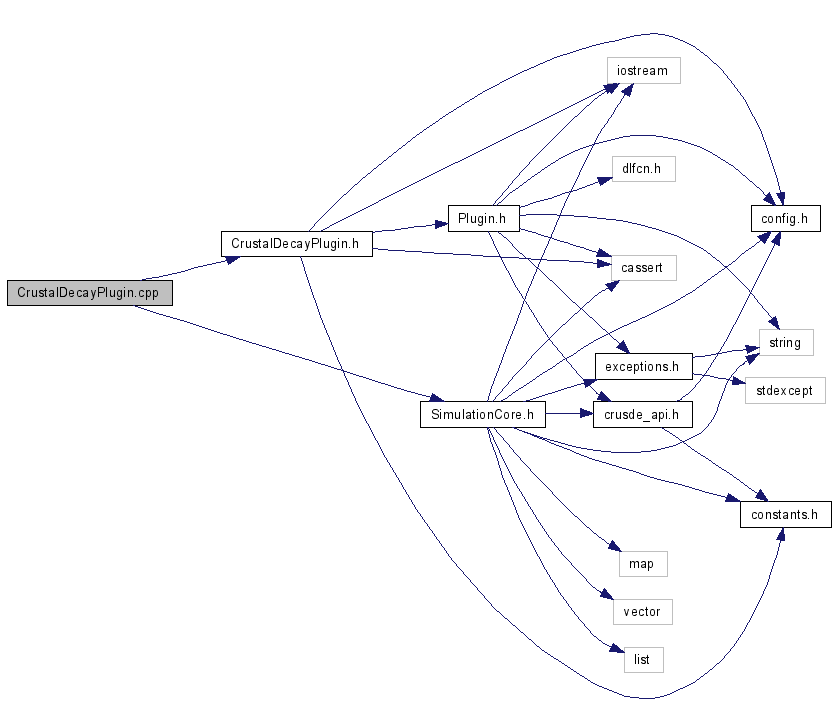 iostream
dlfcn.h
Plugin.h
config.h
CrustalDecayPlugin.h
cassert
CrustalDecayPlugin.cpp
string
exceptions.h
stdexcept
SimulationCore.h
crusde_api.h
constants.h
map
vector
list